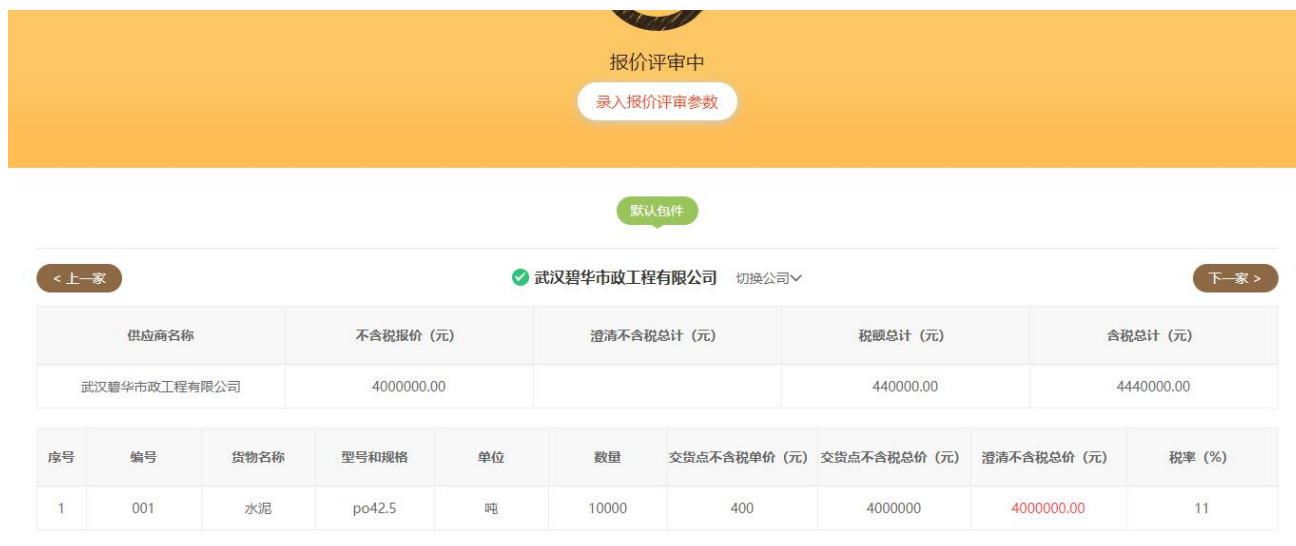 报价评审中
录入报价评审参数
默认包件
< 上一家 武汉碧华市政工程有限公司 切换公司 下一家 >
供应商名称 不含税报价（元） 澄清不含税总计（元） 税额总计（元） 含税总计（元）
武汉碧华市政工程有限公司 4000000.00 440000.00 4440000.00
序号 编号 货物名称 型号和规格 单位 数量 交货点不含税单价（元） 交货点不含税总价（元） 澄清不含税总价（元） 税率（%）
1 001 水泥 po42.5 吨 10000 400 4000000 4000000.00 11